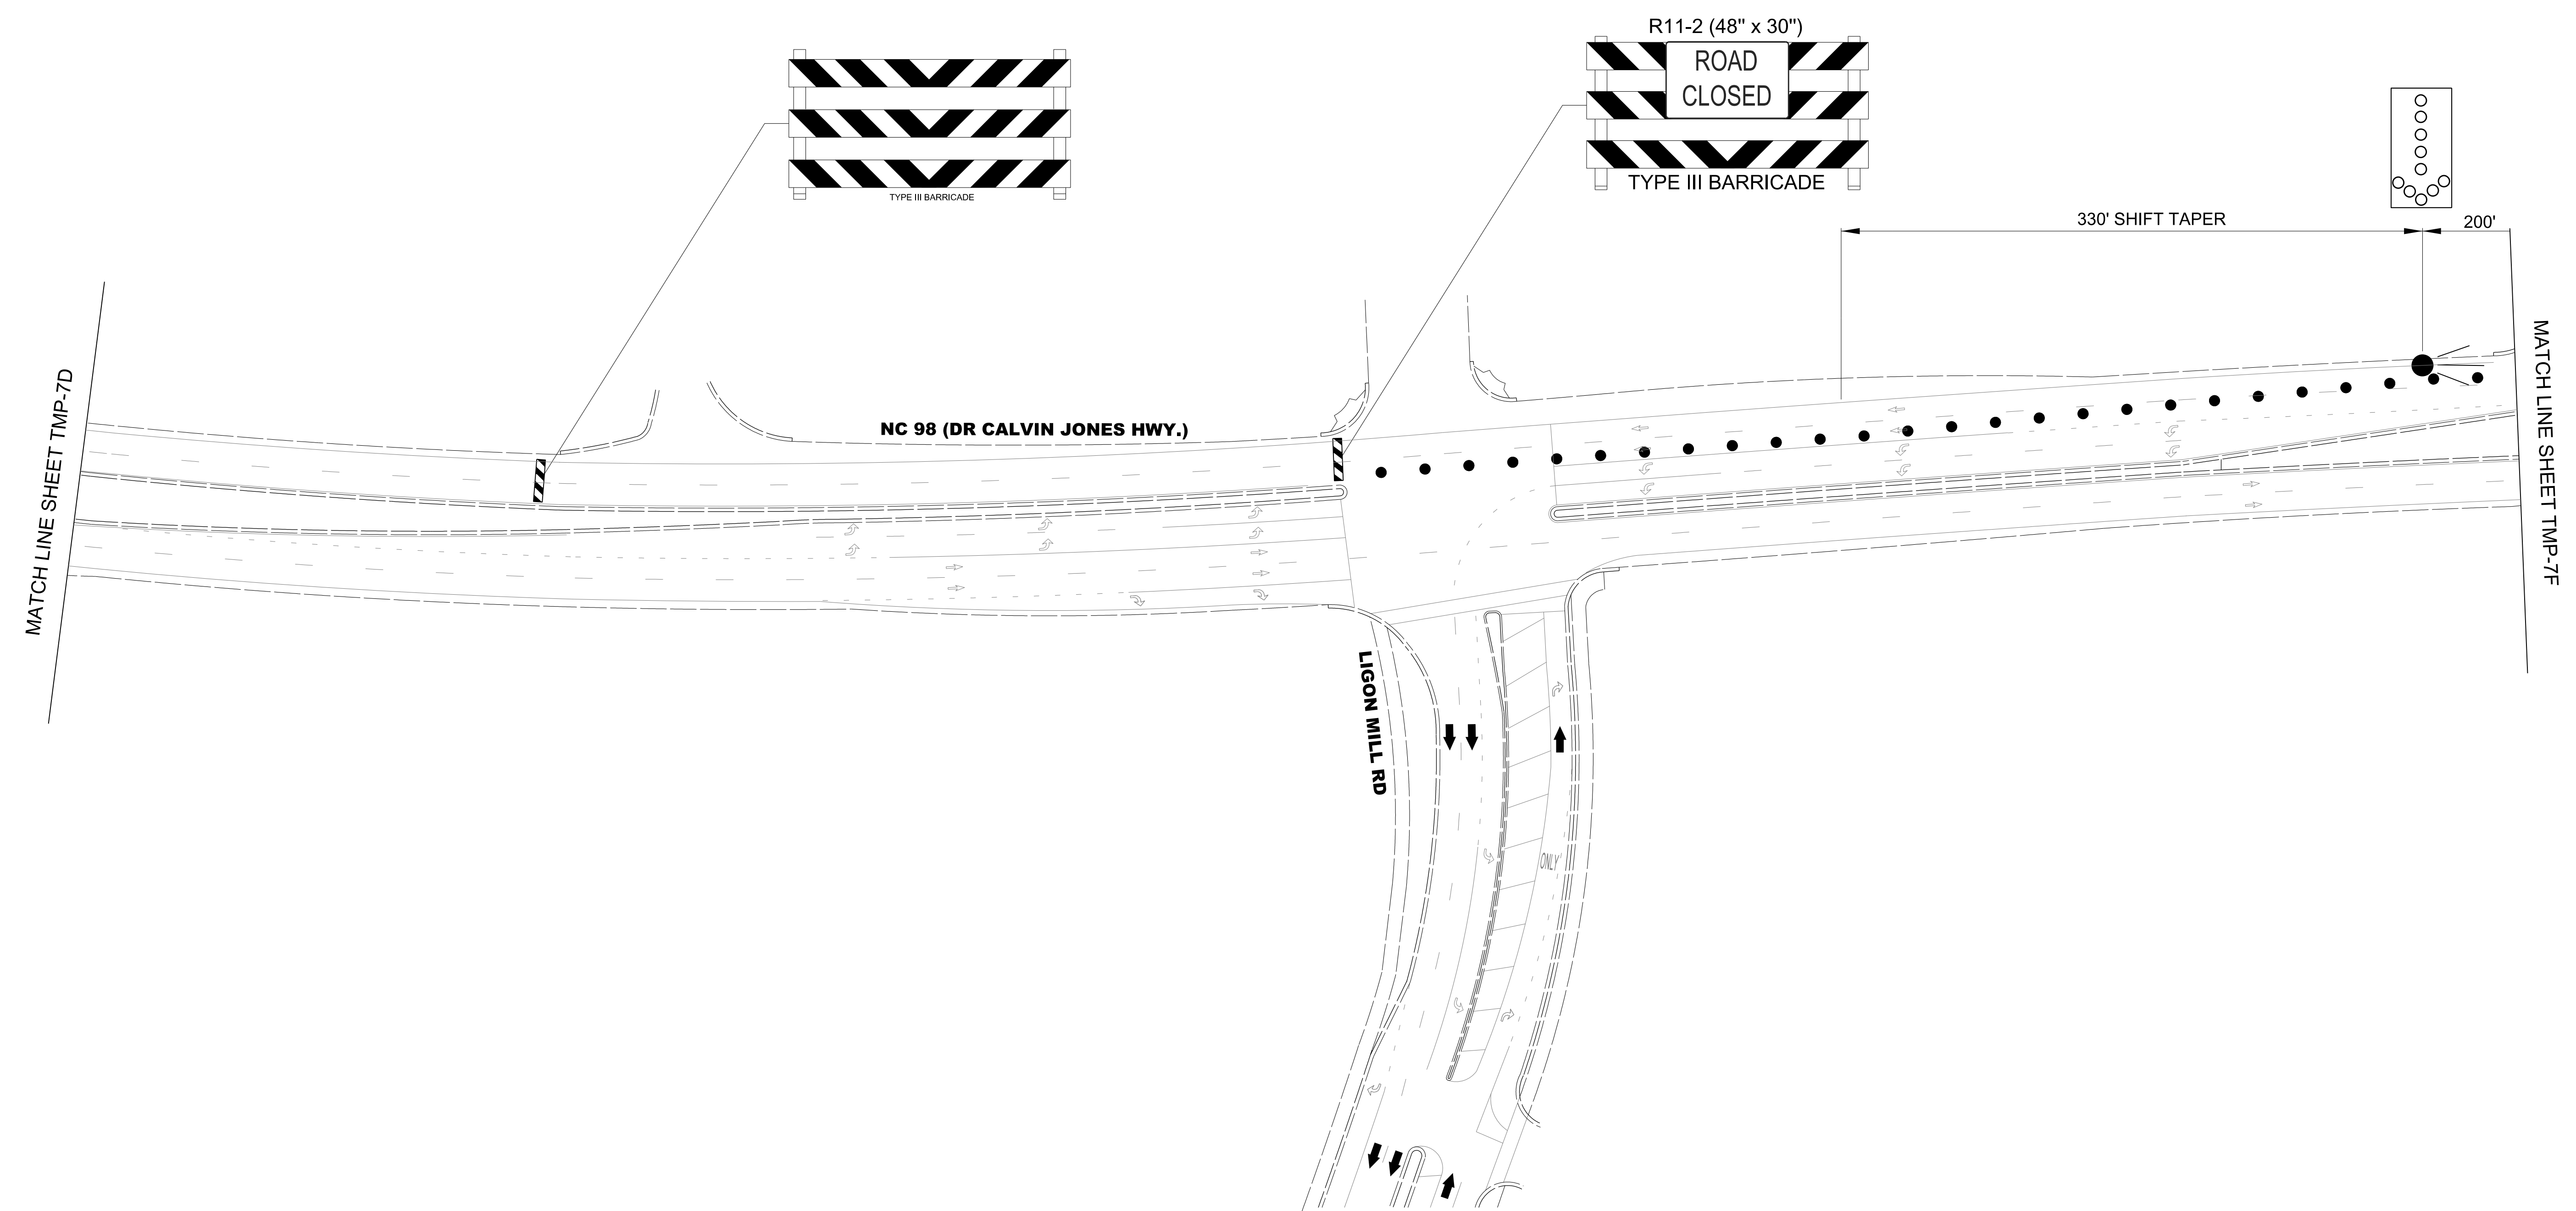 R11-2 (48" x 30")
ROAD
CLOSED
TYPE III BARRICADE
TYPE III BARRICADE
330' SHIFT TAPER
200'
MATCH LINE SHEET TMP-7D
NC 98 (DR CALVIN JONES HWY.)
MATCH LINE SHEET TMP-7F
LIGON MILL RD
ONLY